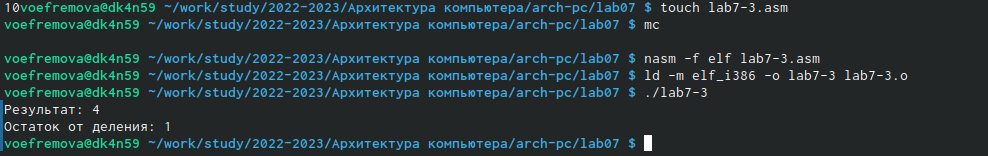 10voefremova@dk4n59 ~/work/study/2022-2023/Архитектура компьютера/arch-pc/lab07 $ touch lab7-3.asm
voefremova@dk4n59 ~/work/study/2022-2023/Архитектура компьютера/arch-pc/lab07 $ mc
voefremova@dk4n59 ~/work/study/2022-2023/Архитектура компьютера/arch-pc/lab07 $ nasm -f elf lab7-3.asm
voefremova@dk4n59 ~/work/study/2022-2023/Архитектура компьютера/arch-pc/lab07 $ ld -m elf_i386 -o lab7-3 lab7-3.o
voefremova@dk4n59 ~/work/study/2022-2023/Архитектура компьютера/arch-pc/lab07 $ ./lab7-3
Результат: 4
Остаток от деления: 1
voefremova@dk4n59 ~/work/study/2022-2023/Архитектура компьютера/arch-pc/lab07 $